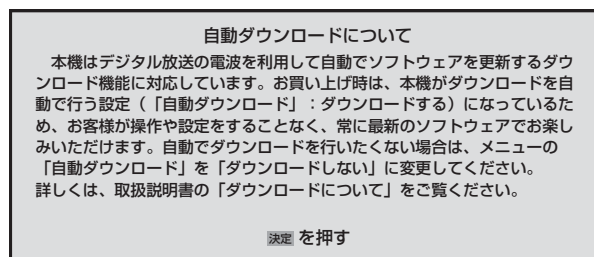 自動ダウンロードについて
本機はデジタル放送の電波を利用して自動でソフトウェアを更新するダウ
ンロード機能に対応しています。お買い上げ時は、本機がダウンロードを自
動で行う設定（「自動ダウンロード」：ダウンロードする）になっているた
め、お客様が操作や設定をすることなく、常に最新のソフトウェアでお楽し
みいただけます。自動でダウンロードを行いたくない場合は、メニューの
「自動ダウンロード」を「ダウンロードしない」に変更してください。
詳しくは、取扱説明書の「ダウンロードについて」をご覧ください。
決定 を押す